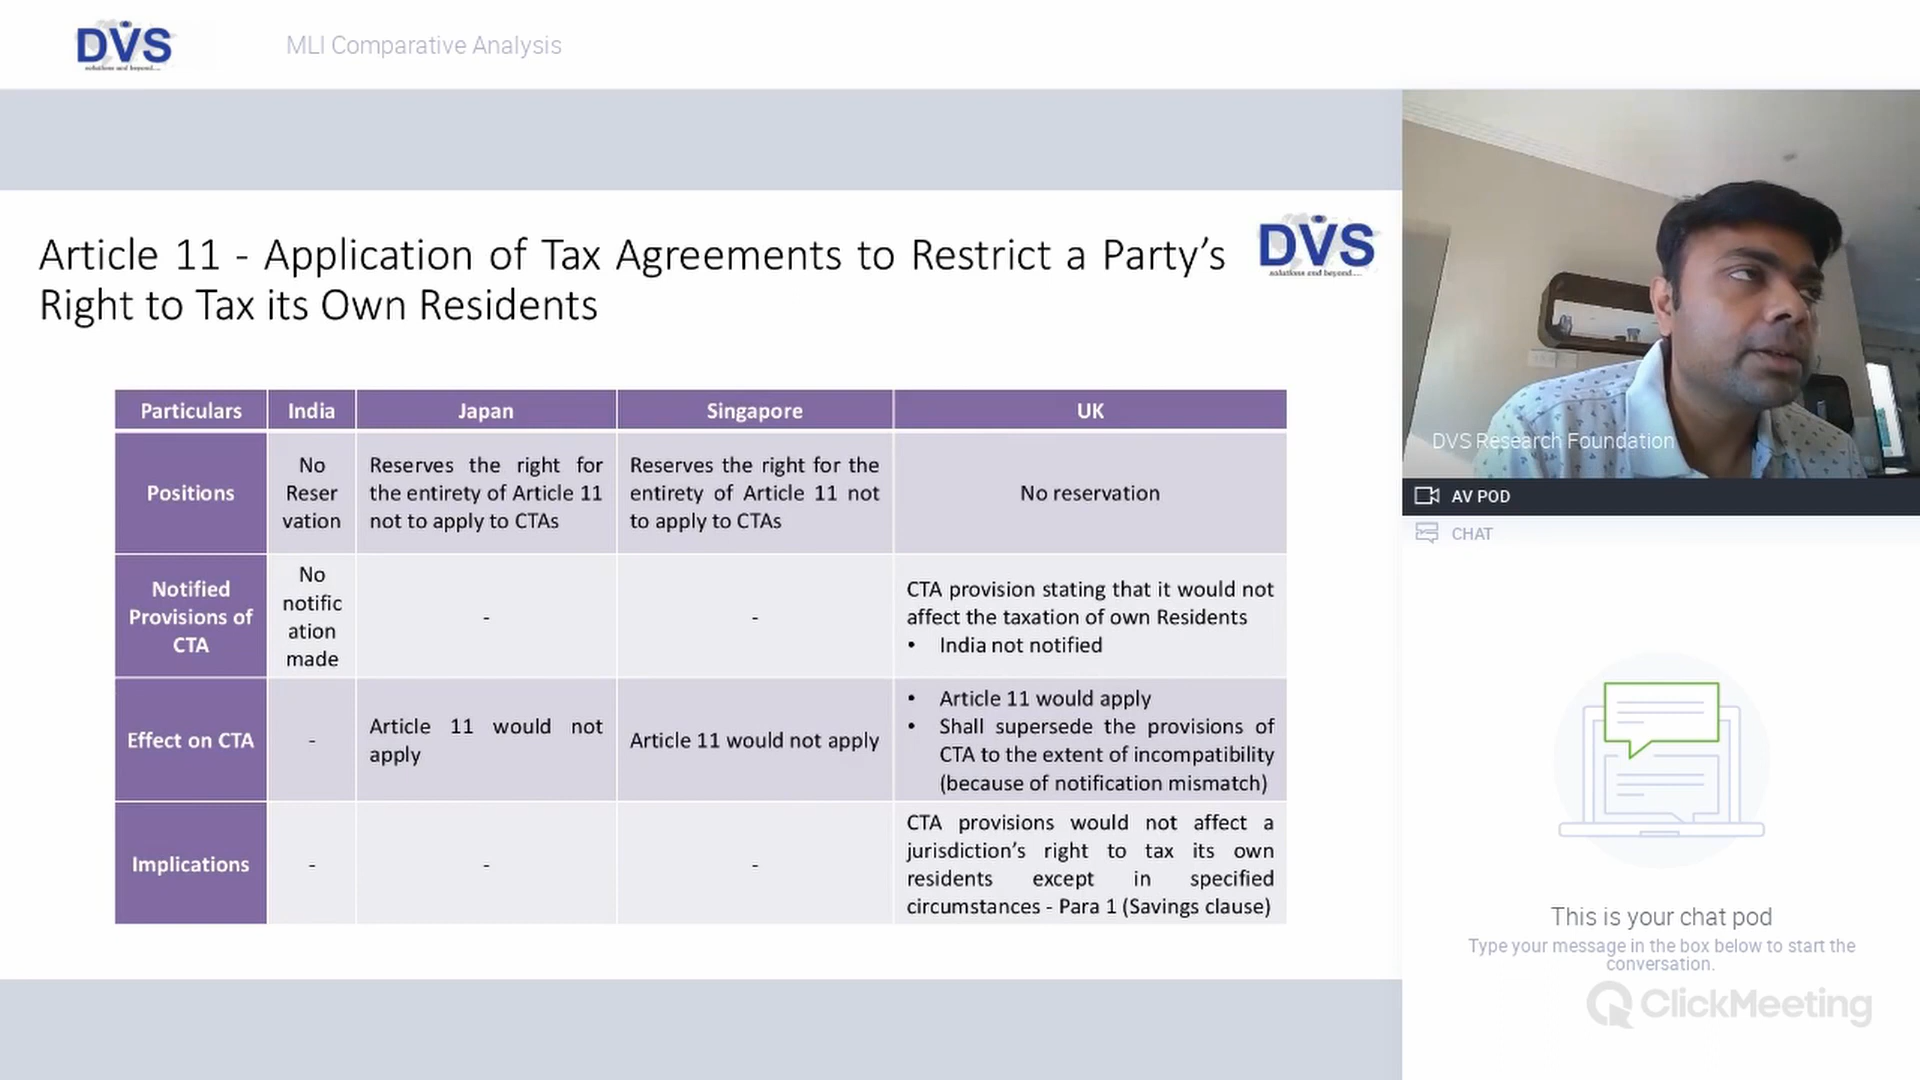 DVS
solutions and beyond....
MLI Comparative Analysis
Article 11 - Application of Tax Agreements to Restrict a Party’s
Right to Tax its Own Residents
DVS
solutions and beyond....
Particulars India Japan Singapore UK
Positions
No
Reser
vation
Reserves the right for
the entirety of Article 11
not to apply to CTAs
Reserves the right for the
entirety of Article 11 not
to apply to CTAs
No reservation
Notified
Provisions of
CTA
No
notific
ation
made
-
-
CTA provision stating that it would not
affect the taxation of own Residents
• India not notified
Effect on CTA
-
Article 11 would not
apply
Article 11 would not apply
• Article 11 would apply
• Shall supersede the provisions of
CTA to the extent of incompatibility
(because of notification mismatch)
Implications
-
-
-
CTA provisions would not affect a
jurisdiction’s right to tax its own
residents except in specified
circumstances - Para 1 (Savings clause)
DVS Research Foundation
AV POD
CHAT
This is your chat pod
Type your message in the box below to start the
conversation.
ClickMeeting